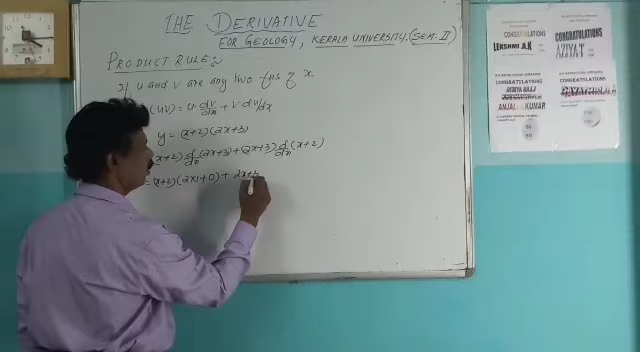 THE DERIVATIVE
FOR GEOLOGY, KERALA UNIVERSITY. (SEM-II)
PRODUCT RULE:
If u and v are any two fns of x
(uv) = u dv/dx + v du/dx
y = (x+2)(2x+3)
(x+2) d/dx (2x+3) + (2x+3) d/dx (x+2)
= (x+2)(2x1+0) + 2x+3
CONGRATULATIONS
LEKSHMI A.K
CONGRATULATIONS
AZIYA T
CONGRATULATIONS
ANJAL KUMAR
CONGRATULATIONS